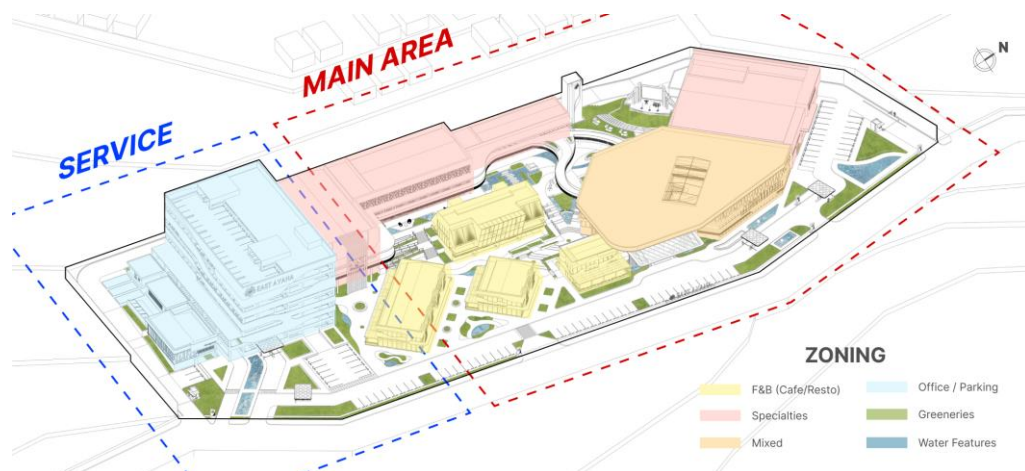 MAIN AREA
N
SERVICE
ZONING
F&B (Cafe/Resto)
Office / Parking
Specialties
Greeneries
Mixed
Water Features